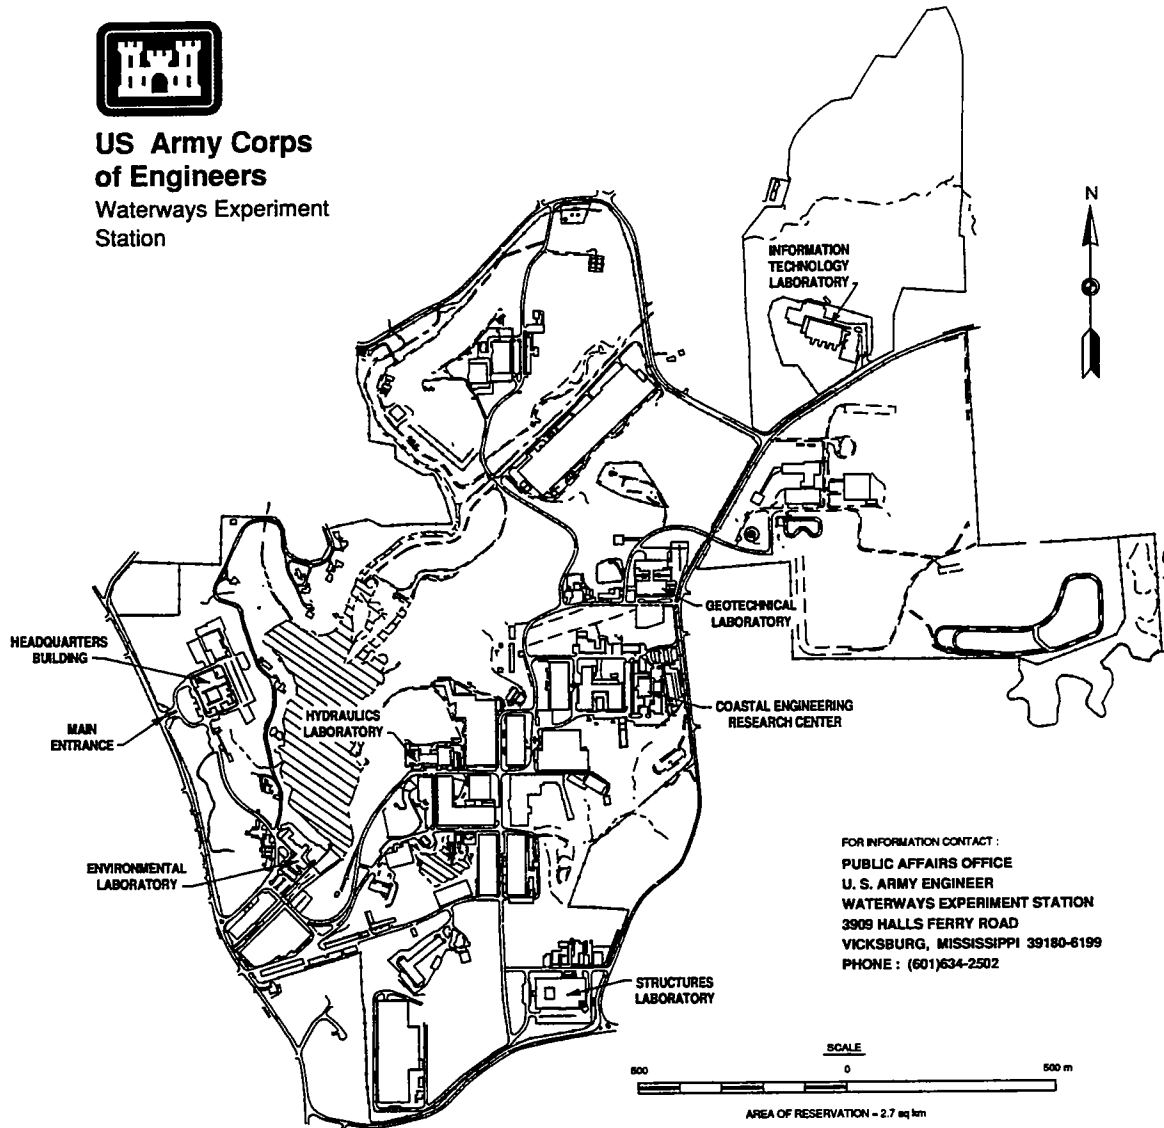 US Army Corps
of Engineers
Waterways Experiment
Station
N
INFORMATION
TECHNOLOGY
LABORATORY
GEOTECHNICAL
LABORATORY
HEADQUARTERS
BUILDING
MAIN
ENTRANCE
HYDRAULICS
LABORATORY
COASTAL ENGINEERING
RESEARCH CENTER
ENVIRONMENTAL
LABORATORY
STRUCTURES
LABORATORY
FOR INFORMATION CONTACT :
PUBLIC AFFAIRS OFFICE
U. S. ARMY ENGINEER
WATERWAYS EXPERIMENT STATION
3909 HALLS FERRY ROAD
VICKSBURG, MISSISSIPPI 39180-6199
PHONE : (601)634-2502
SCALE
500 0 500 m
AREA OF RESERVATION = 2.7 sq km